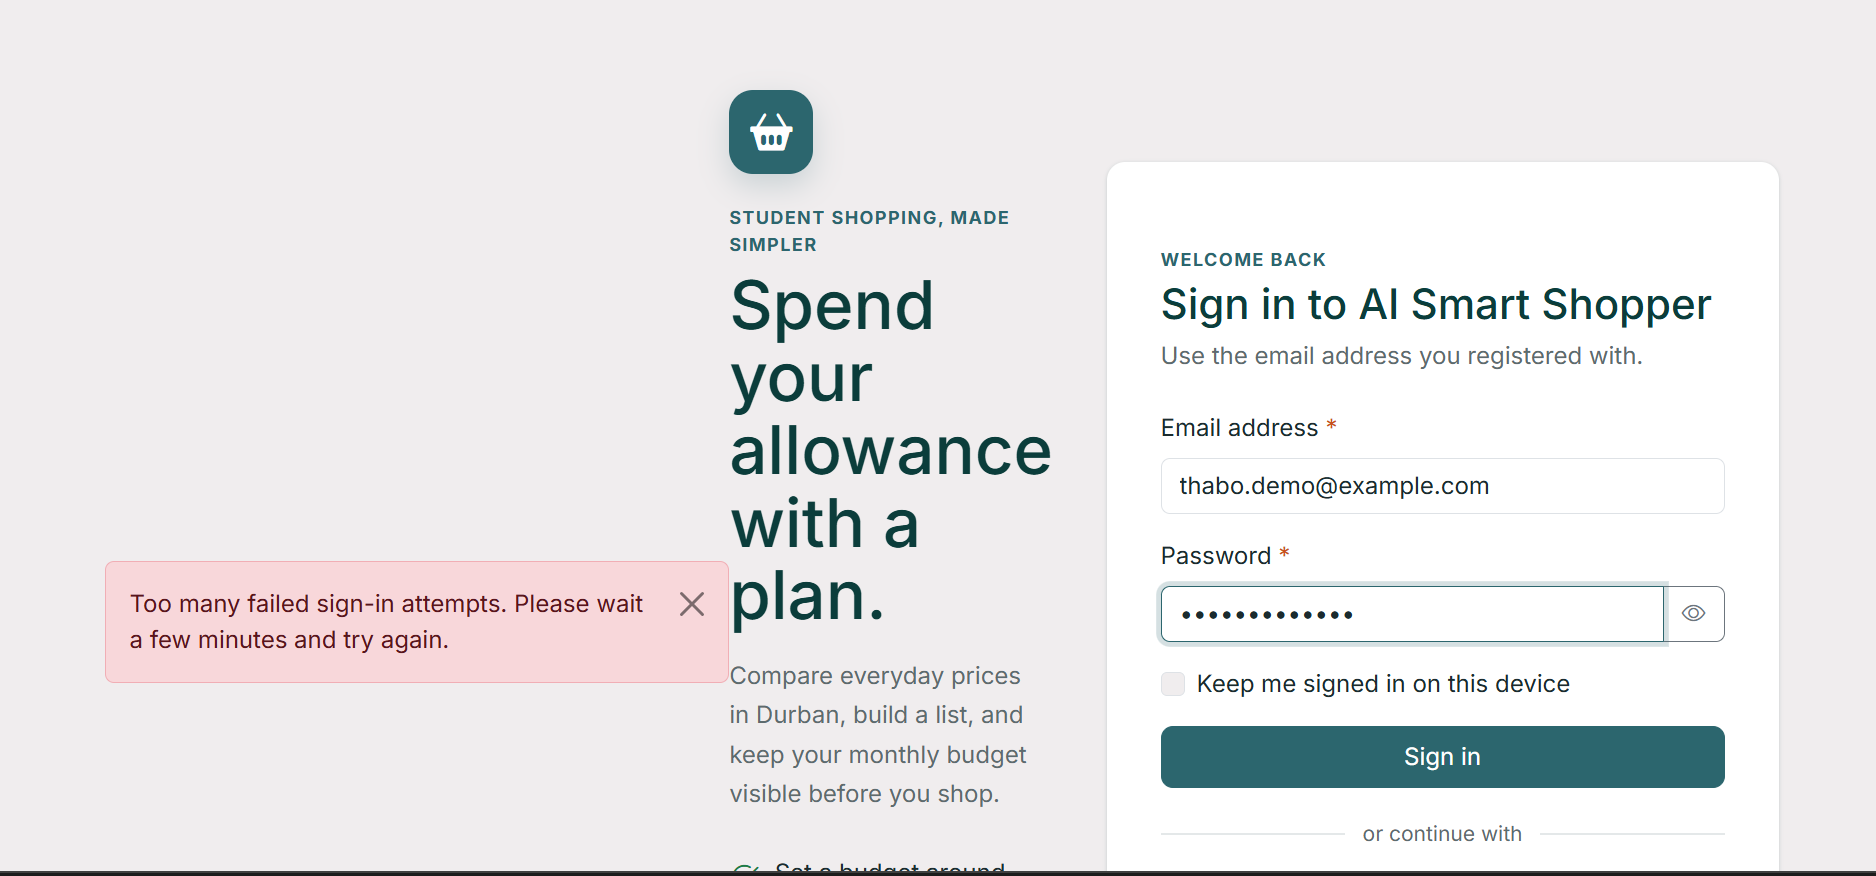 STUDENT SHOPPING, MADE
SIMPLER
Spend
your
allowance
with a
plan.
Compare everyday prices
in Durban, build a list, and
keep your monthly budget
visible before you shop.
Set a budget around
Too many failed sign-in attempts. Please wait
a few minutes and try again.
WELCOME BACK
Sign in to AI Smart Shopper
Use the email address you registered with.
Email address *
thabo.demo@example.com
Password *
Keep me signed in on this device
Sign in
or continue with